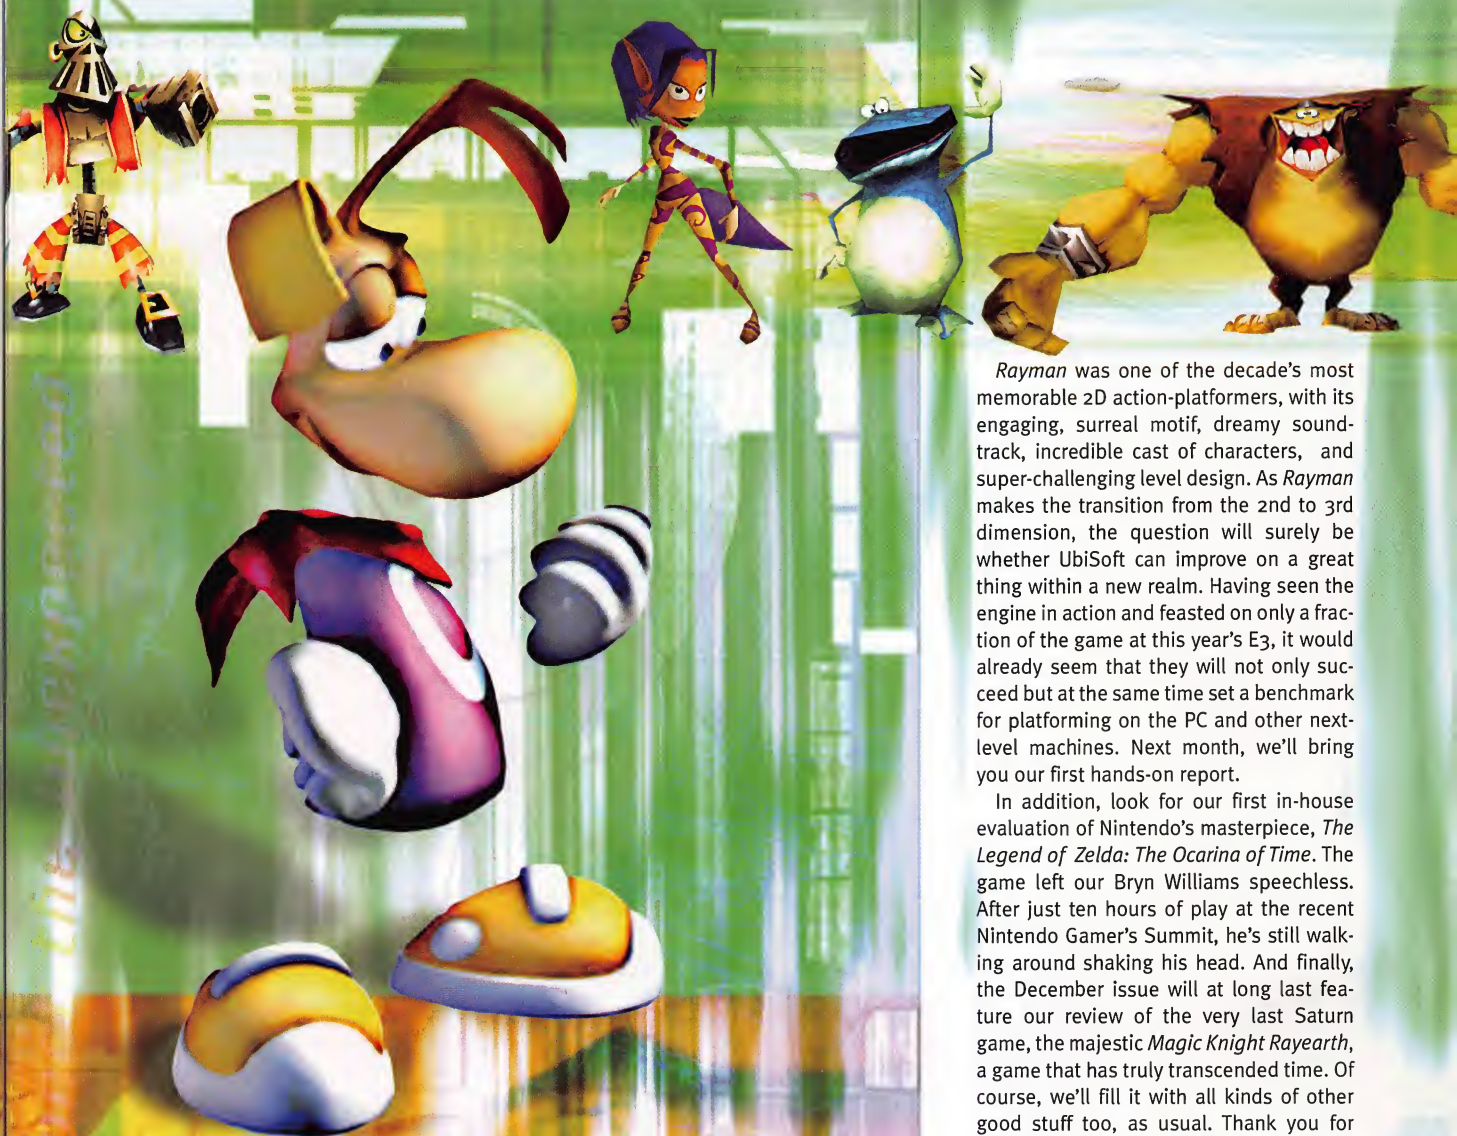 the unexpected
Rayman was one of the decade's most
memorable 2D action-platformers, with its
engaging, surreal motif, dreamy sound-
track, incredible cast of characters, and
super-challenging level design. As Rayman
makes the transition from the 2nd to 3rd
dimension, the question will surely be
whether UbiSoft can improve on a great
thing within a new realm. Having seen the
engine in action and feasted on only a frac-
tion of the game at this year's E3, it would
already seem that they will not only suc-
ceed but at the same time set a benchmark
for platforming on the PC and other next-
level machines. Next month, we'll bring
you our first hands-on report.
In addition, look for our first in-house
evaluation of Nintendo's masterpiece, The
Legend of Zelda: The Ocarina of Time. The
game left our Bryn Williams speechless.
After just ten hours of play at the recent
Nintendo Gamer's Summit, he's still walk-
ing around shaking his head. And finally,
the December issue will at long last fea-
ture our review of the very last Saturn
game, the majestic Magic Knight Rayearth,
a game that has truly transcended time. Of
course, we'll fill it with all kinds of other
good stuff too, as usual. Thank you for